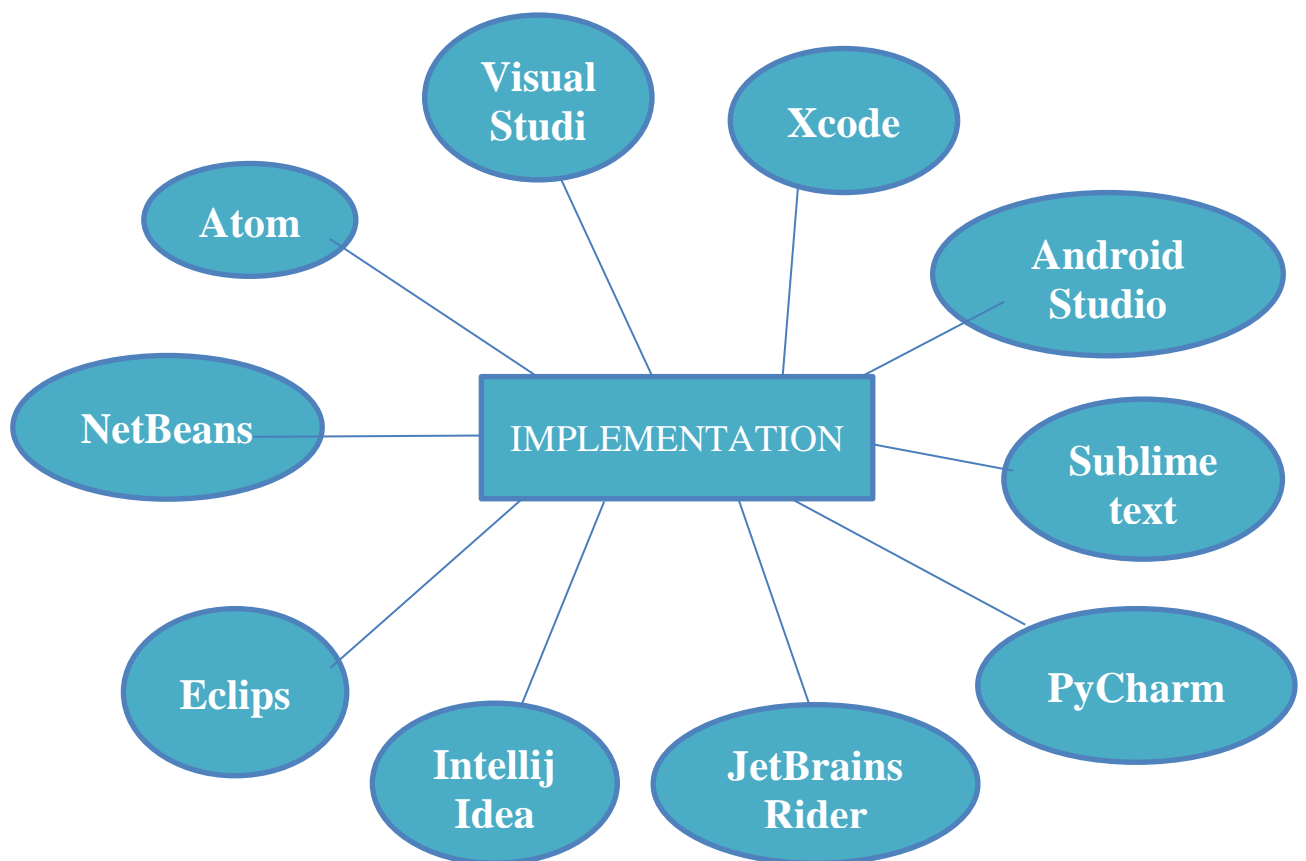 Visual
Studi
Xcode
Atom
Android
Studio
NetBeans
IMPLEMENTATION
Sublime
text
Eclips
PyCharm
Intellij
Idea
JetBrains
Rider